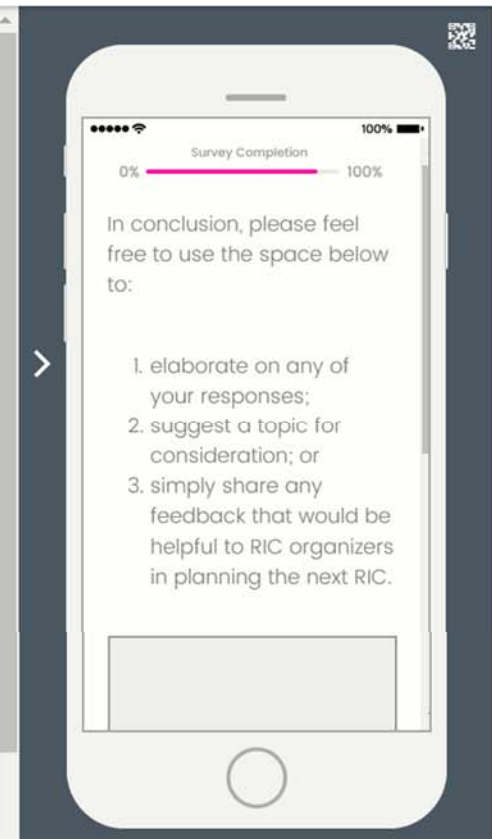 100%
Survey Completion
0% 100%
In conclusion, please feel
free to use the space below
to:
1. elaborate on any of
your responses;
2. suggest a topic for
consideration; or
3. simply share any
feedback that would be
helpful to RIC organizers
in planning the next RIC.